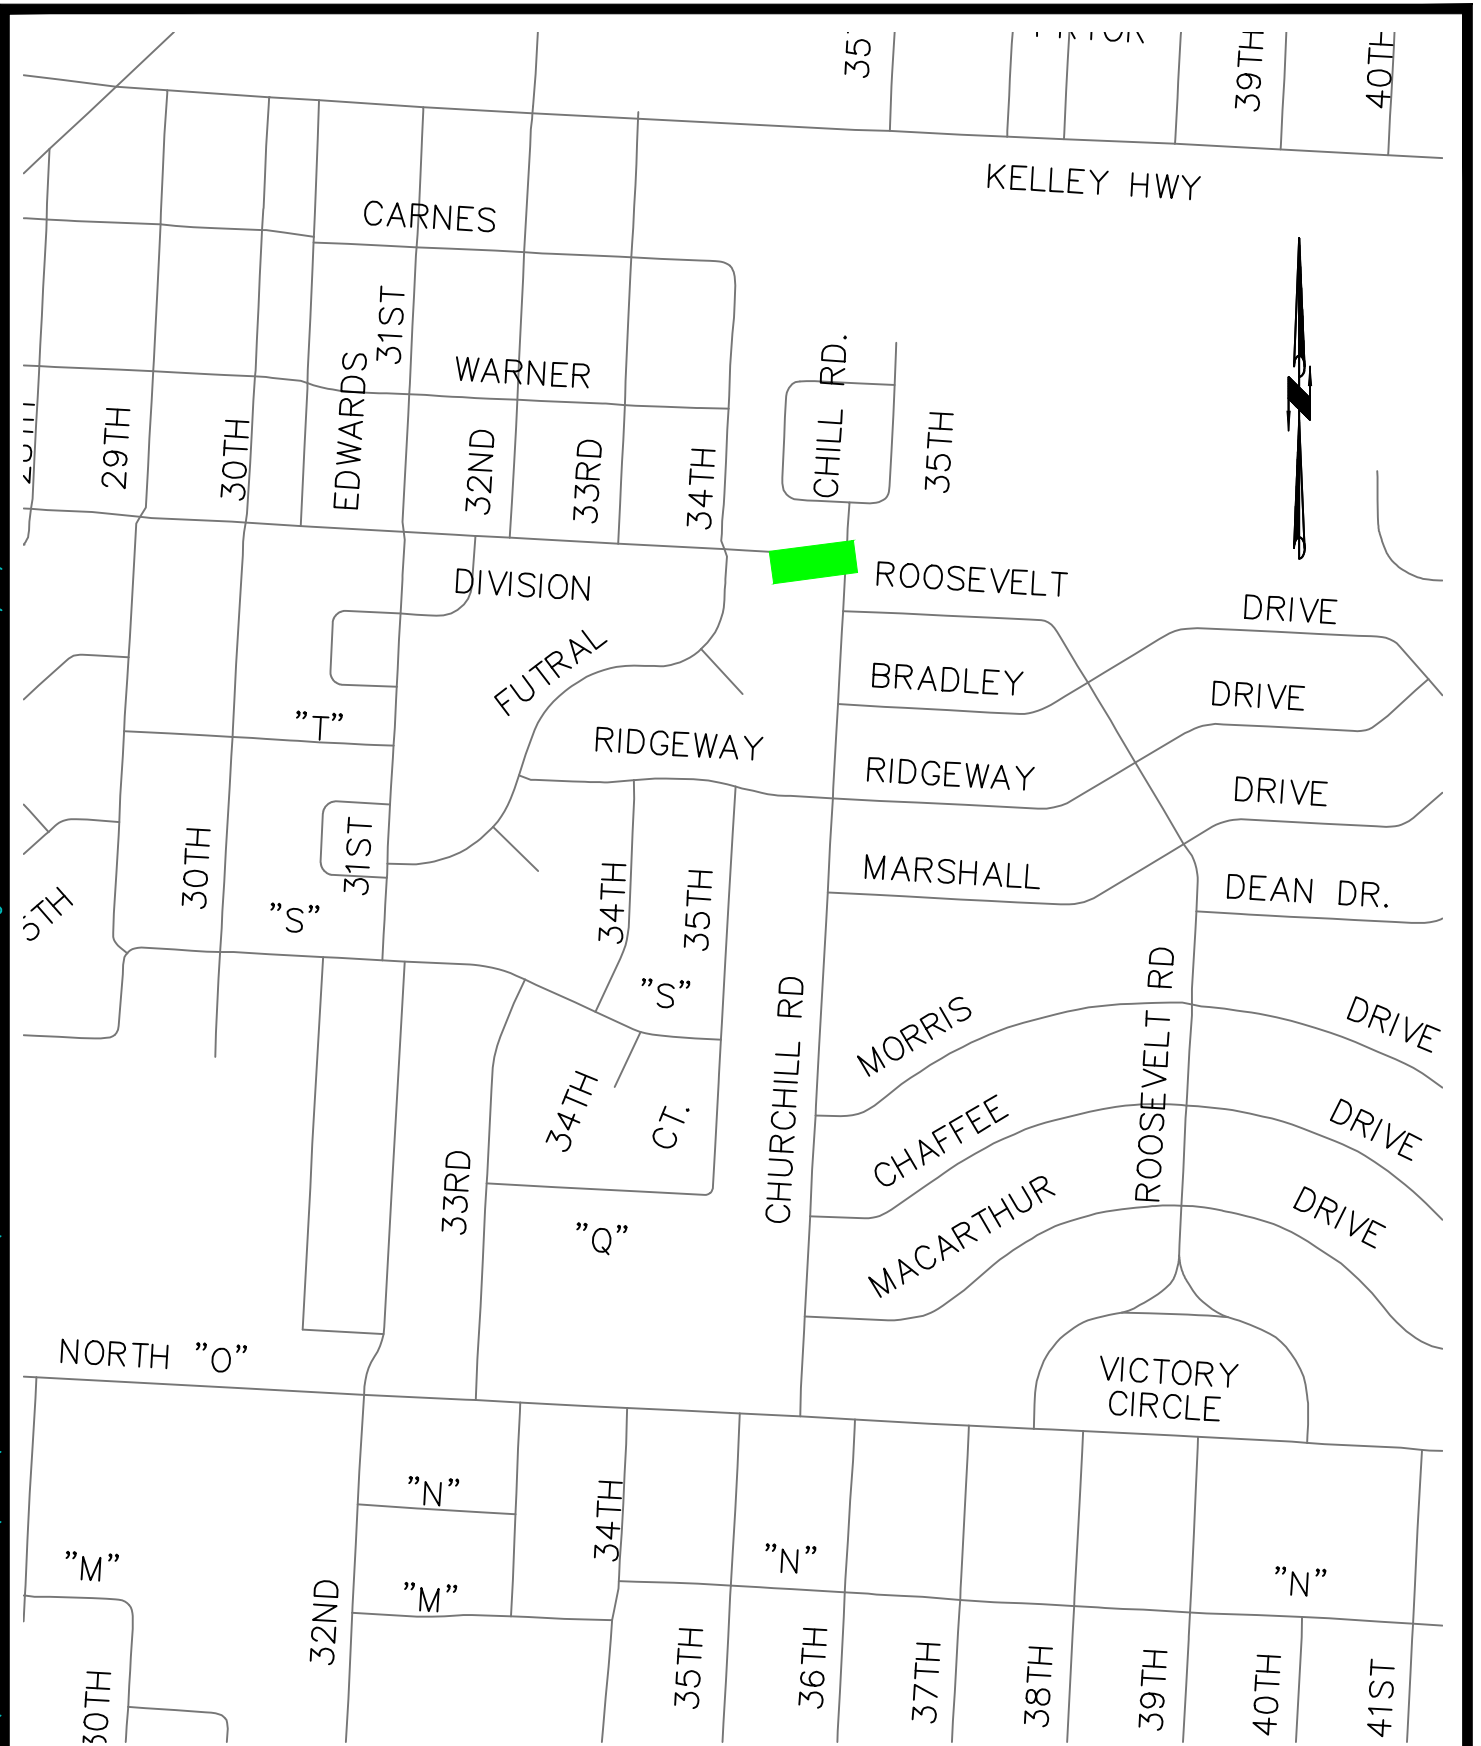 35
39TH
40TH
KELLEY HWY
CARNES
31ST
WARNER
EDWARDS
CHILL RD.
29TH
30TH
32ND
33RD
34TH
35TH
DIVISION
ROOSEVELT
DRIVE
FUTRAL
BRADLEY
DRIVE
"T"
RIDGEWAY
RIDGEWAY
DRIVE
30TH
31ST
34TH
35TH
MARSHALL
DEAN DR.
5TH
"S"
"S"
CHURCHILL RD
ROOSEVELT RD
MORRIS
DRIVE
34TH
CT.
CHAFFEE
DRIVE
33RD
MACARTHUR
DRIVE
"Q"
NORTH "O"
VICTORY
CIRCLE
"N"
34TH
"N"
"N"
"M"
"M"
32ND
30TH
35TH
36TH
37TH
38TH
39TH
40TH
41ST